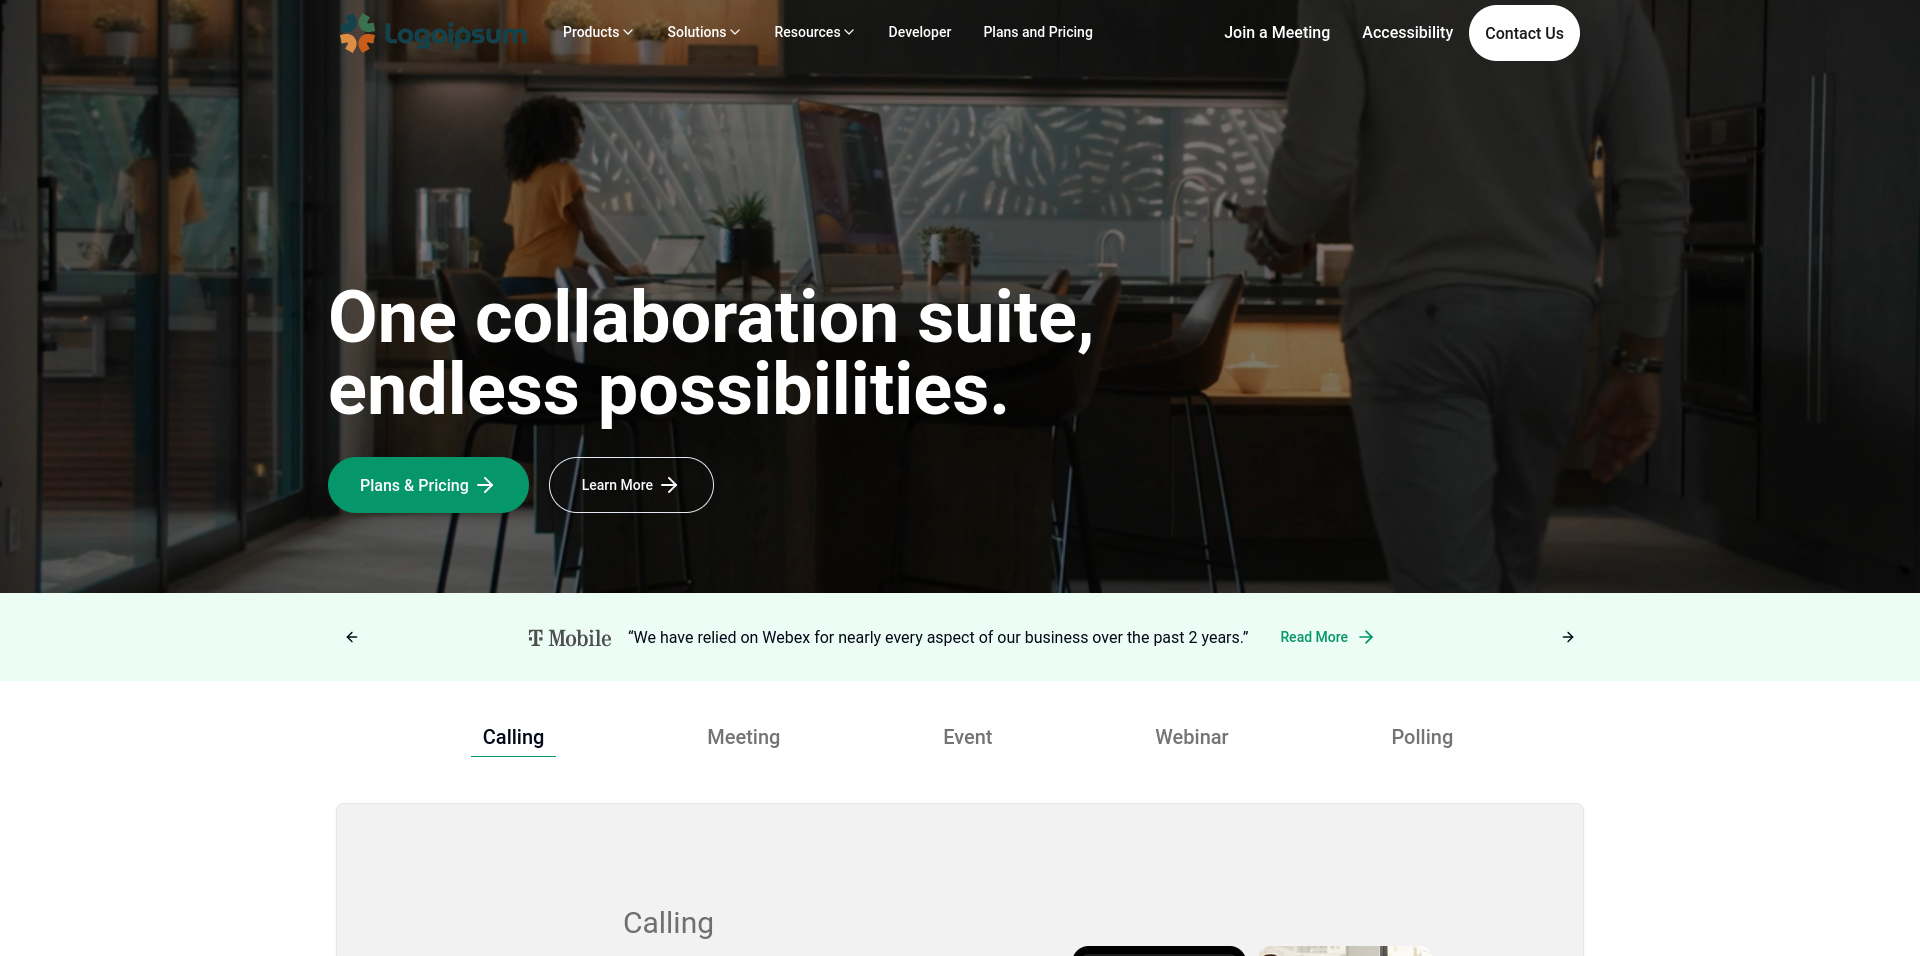 Logoipsum
Products
Solutions
Resources
Developer
Plans and Pricing
Join a Meeting
Accessibility
Contact Us
One collaboration suite,
endless possibilities.
Plans & Pricing
Learn More
T Mobile
“We have relied on Webex for nearly every aspect of our business over the past 2 years.”
Read More
Calling
Meeting
Event
Webinar
Polling
Calling